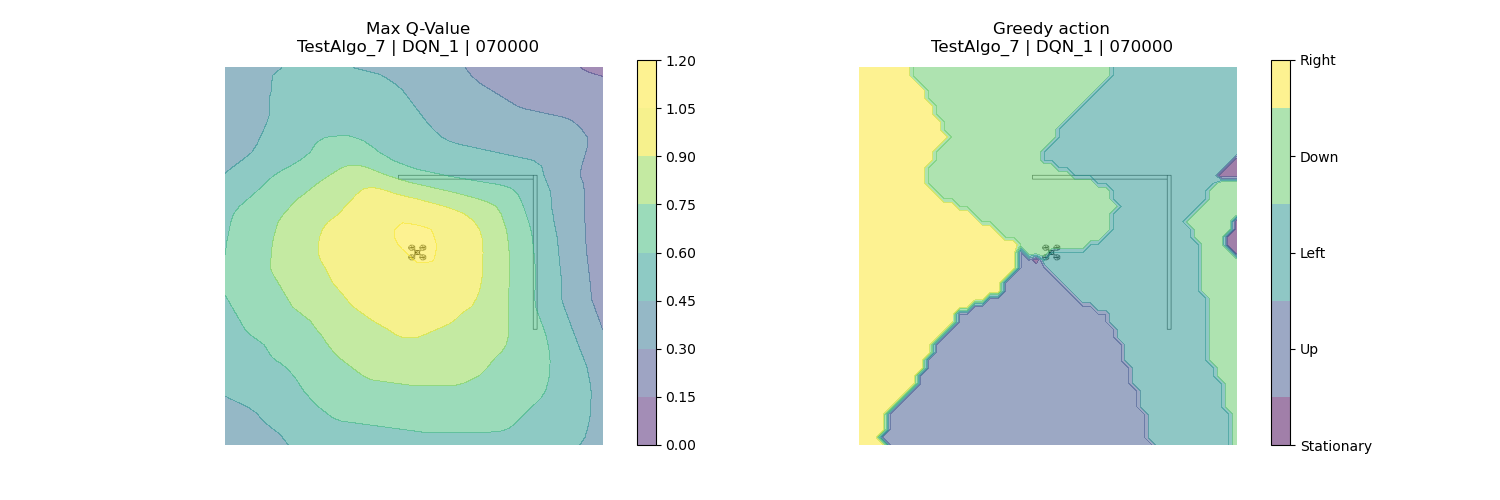 Max Q-Value
TestAlgo_7 | DQN_1 | 070000
1.20
1.05
0.90
0.75
0.60
0.45
0.30
0.15
0.00
Greedy action
TestAlgo_7 | DQN_1 | 070000
Right
Down
Left
Up
Stationary